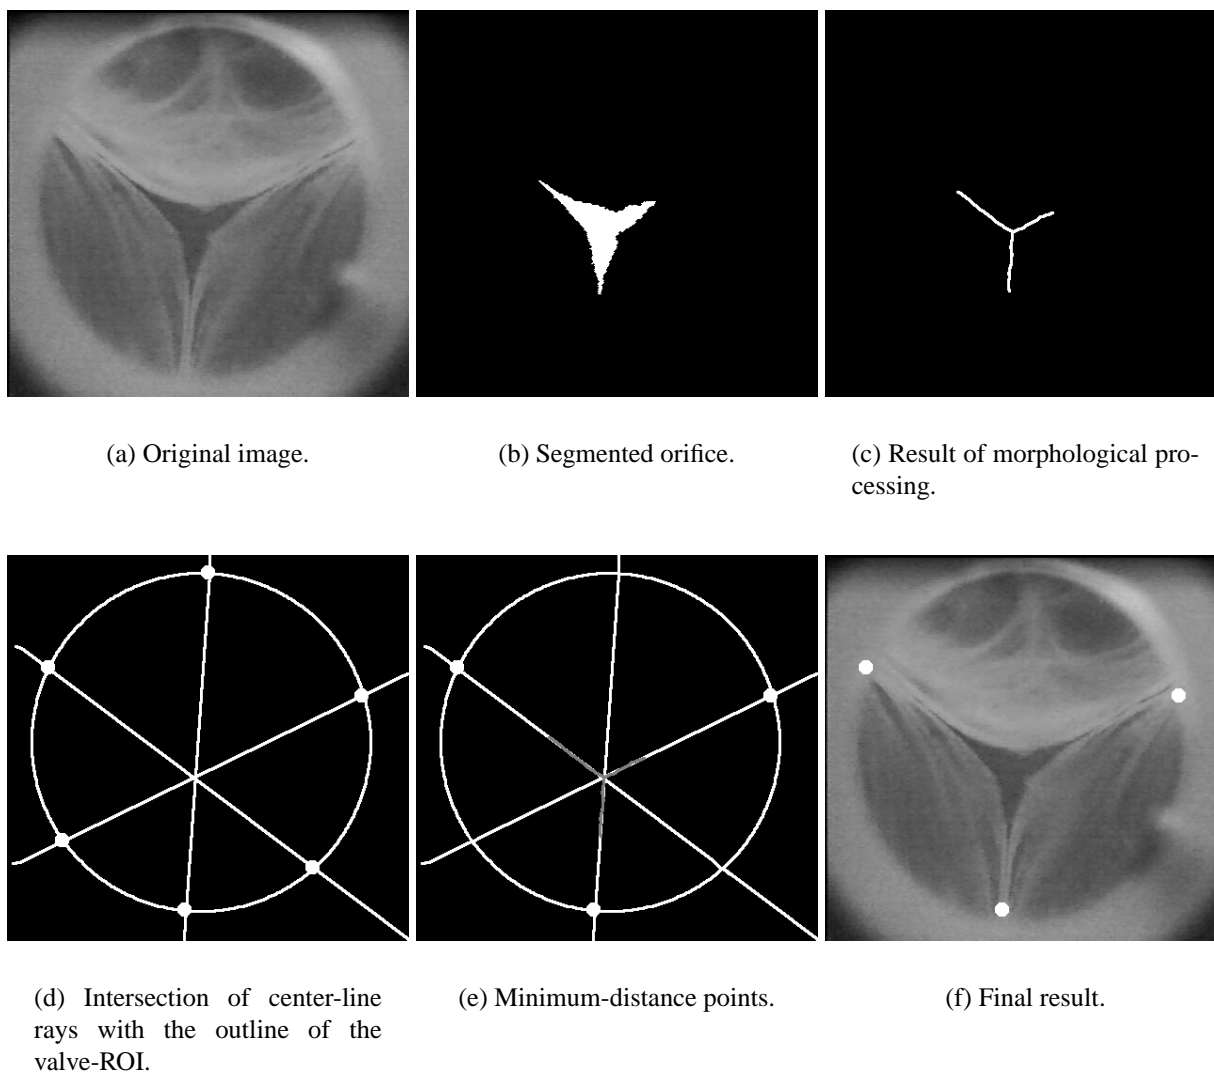 (a) Original image.
(b) Segmented orifice.
(c) Result of morphological pro-
cessing.
(d) Intersection of center-line
rays with the outline of the
valve-ROI.
(e) Minimum-distance points.
(f) Final result.